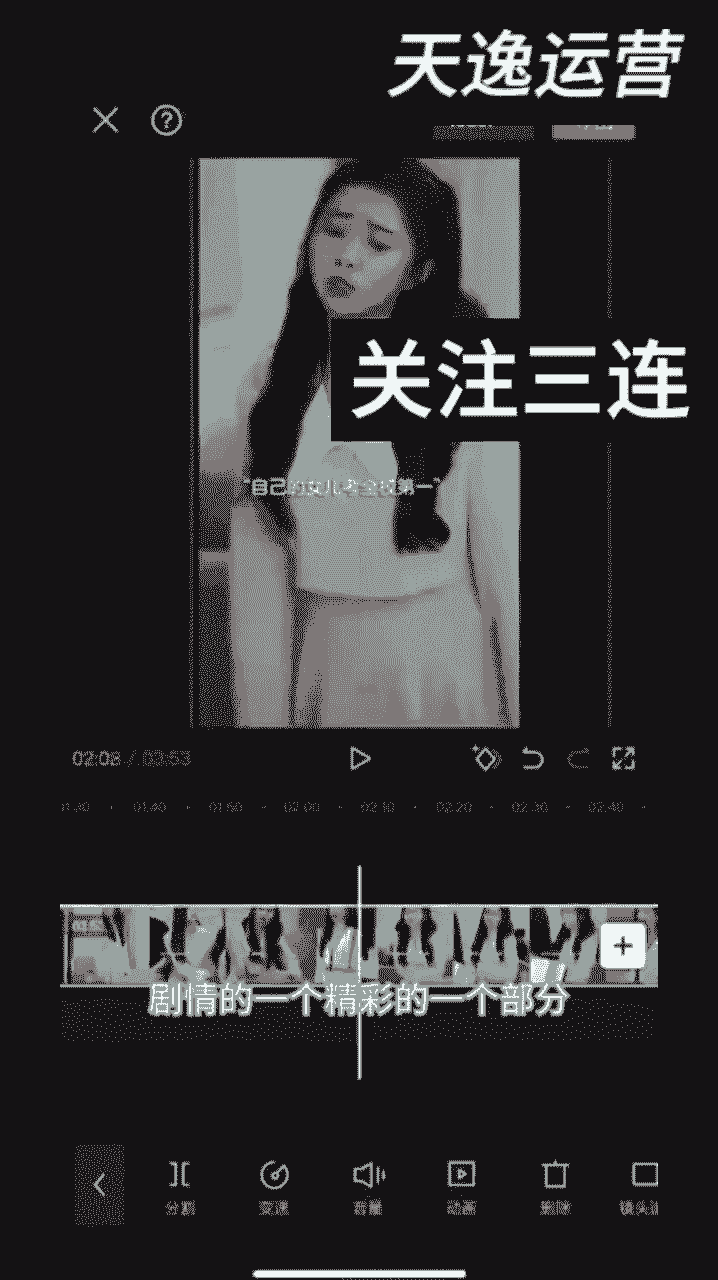 天逸运营
关注三连
"自己的女儿考全校第一"
02:08 / 03:53
01:40 · 01:50 · 02:00 · 02:10 · 02:20 · 02:30 · 02:40
剧情的一个精彩的一个部分
分割 变速 音量 动画 删除 镜头